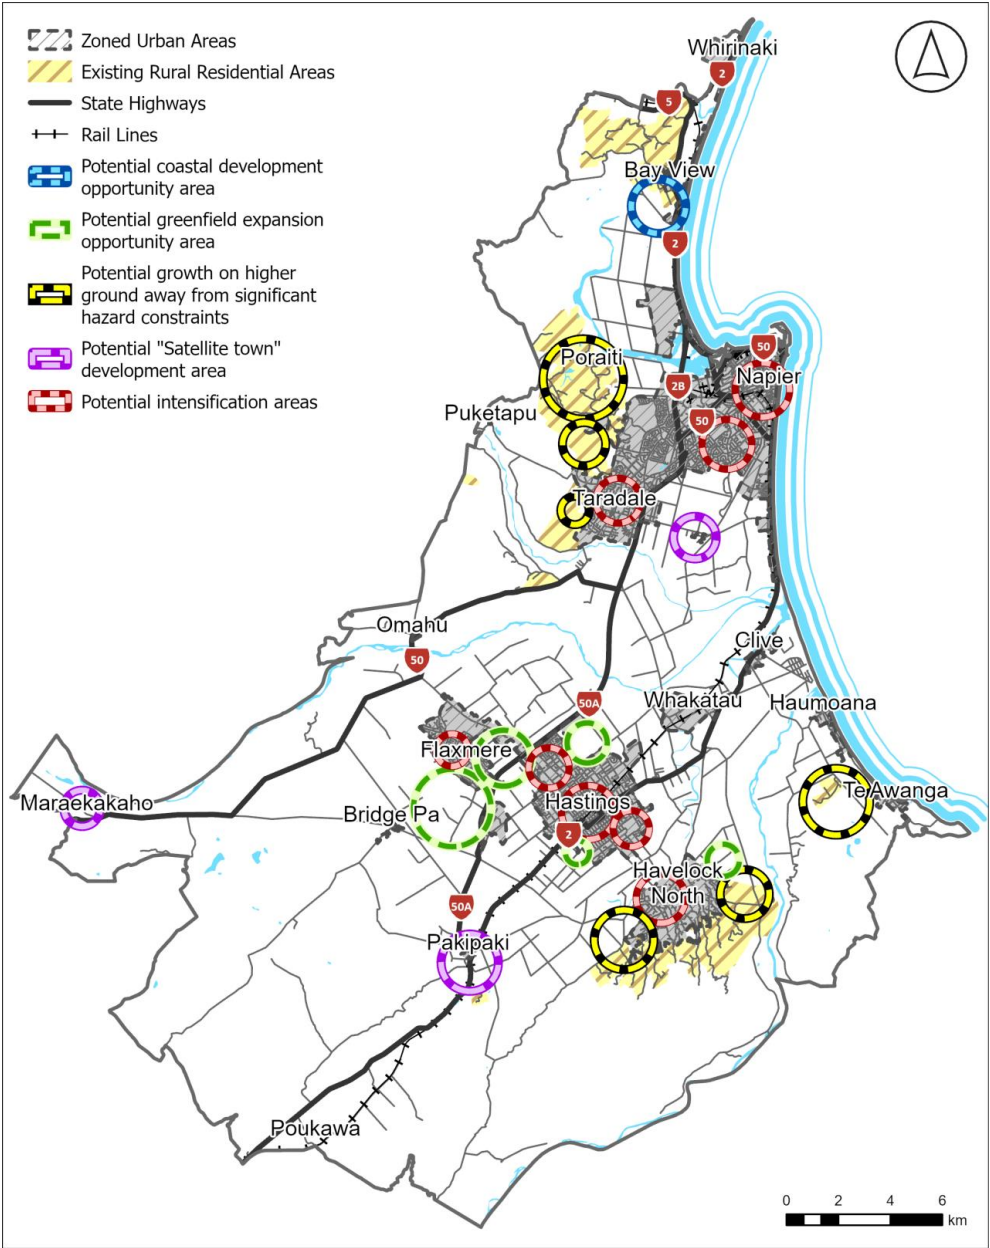 Zoned Urban Areas
Existing Rural Residential Areas
State Highways
Rail Lines
Potential coastal development
opportunity area
Potential greenfield expansion
opportunity area
Potential growth on higher
ground away from significant
hazard constraints
Potential "Satellite town"
development area
Potential intensification areas
Whirinaki
2
5
Bay View
2
50
Poraiti
2B
Napier
Puketapu
50
Taradale
Omahu
50
Clive
50A
Whakatau
Haumoana
Flaxmere
Maraekakaho
Te Awanga
Hastings
Bridge Pa
2
Havelock
North
50A
Pakipaki
Poukawa
0 2 4 6
km